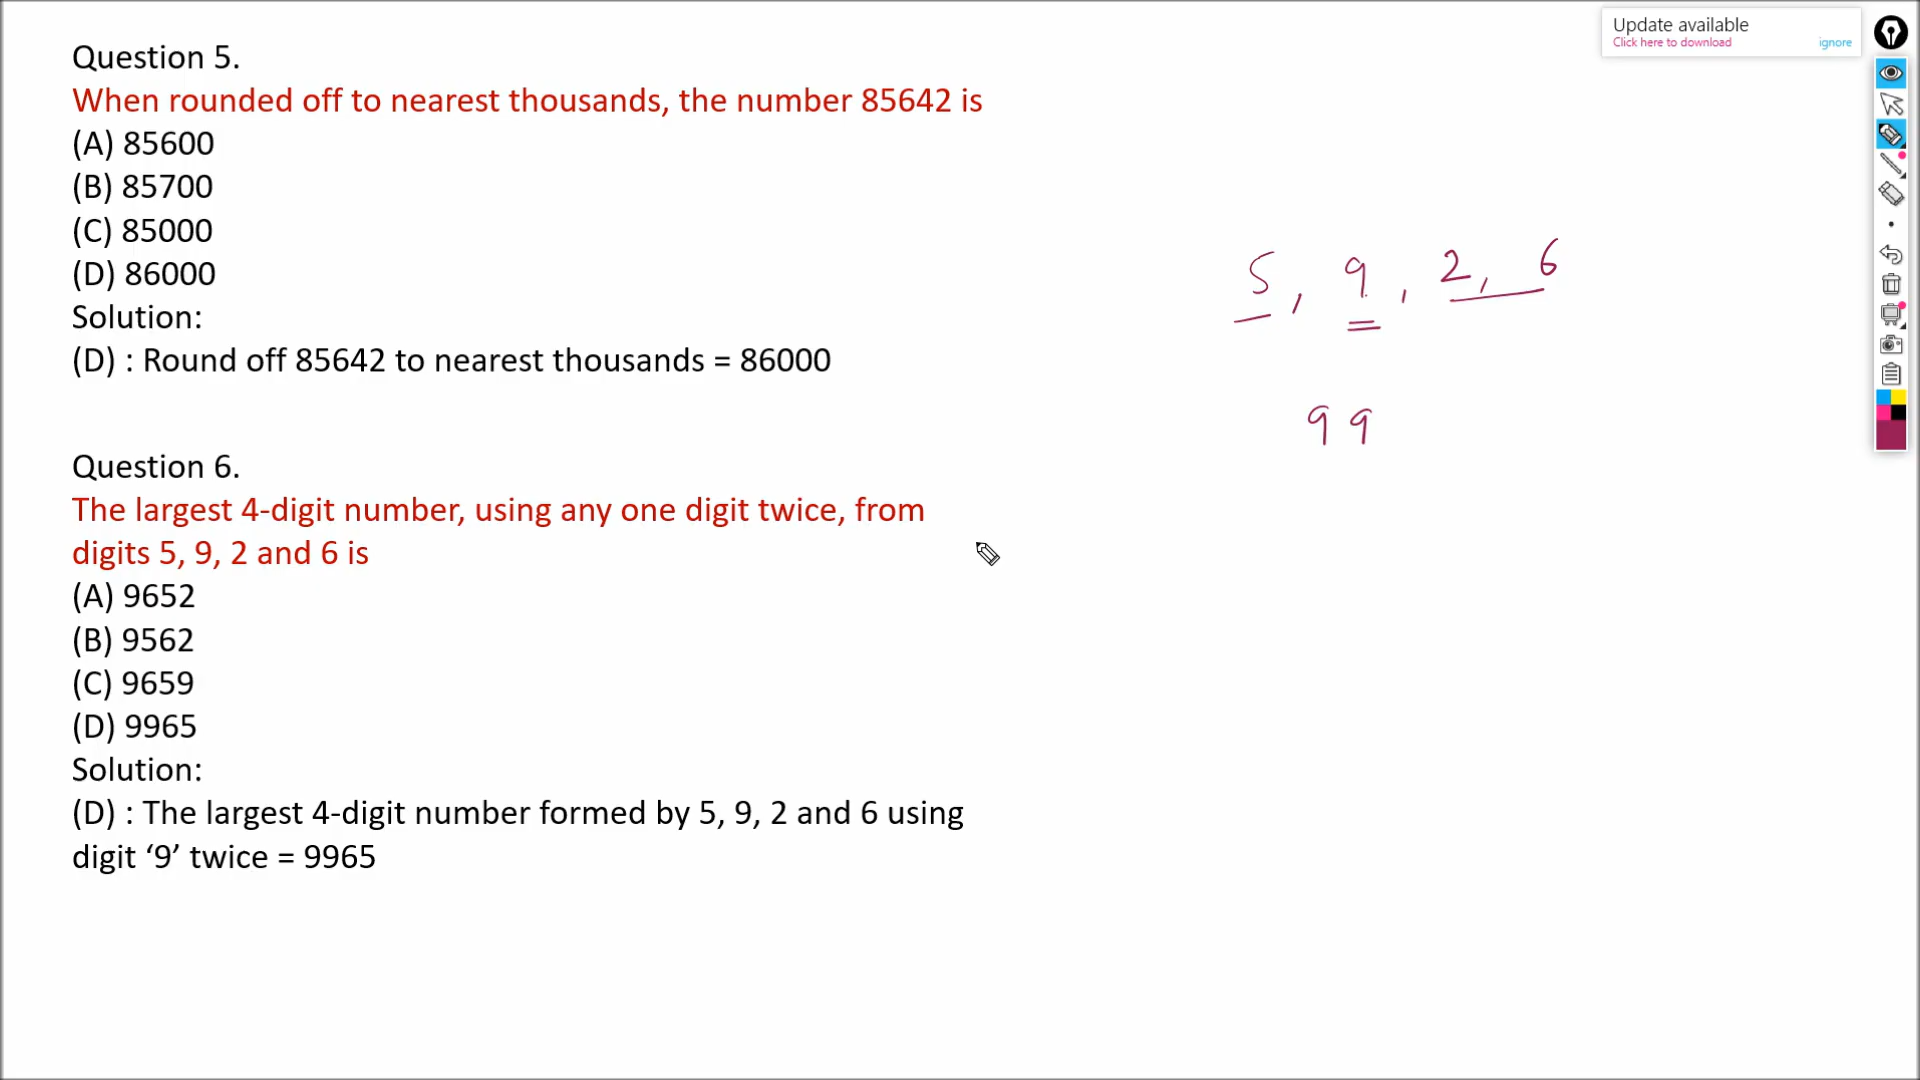 Question 5.
When rounded off to nearest thousands, the number 85642 is
(A) 85600
(B) 85700
(C) 85000
(D) 86000
Solution:
(D) : Round off 85642 to nearest thousands = 86000
Question 6.
The largest 4-digit number, using any one digit twice, from
digits 5, 9, 2 and 6 is
(A) 9652
(B) 9562
(C) 9659
(D) 9965
Solution:
(D) : The largest 4-digit number formed by 5, 9, 2 and 6 using
digit ‘9’ twice = 9965
5, 9, 2, 6
9 9
Update available
Click here to download ignore